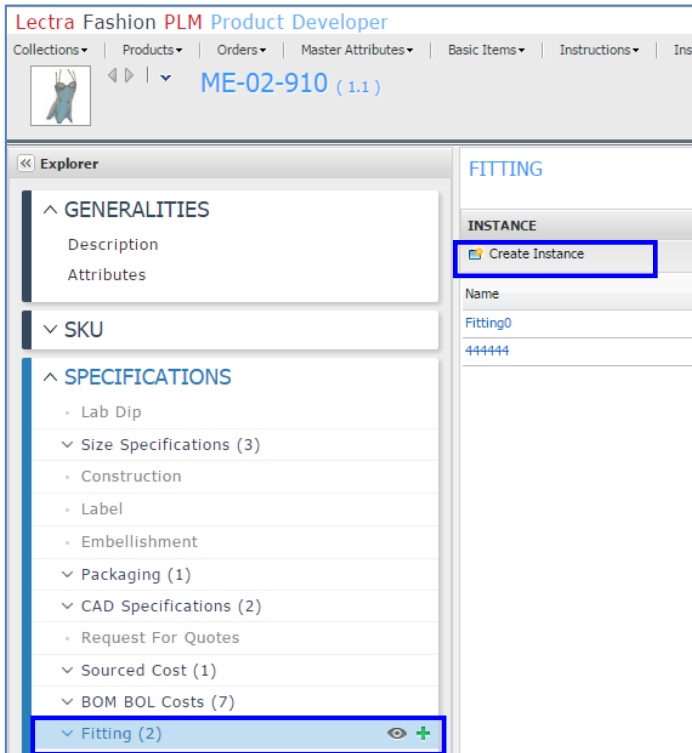 Lectra Fashion PLM Product Developer
Collections | Products | Orders | Master Attributes | Basic Items | Instructions | Ins
ME-02-910 ( 1.1 )
Explorer
GENERALITIES
Description
Attributes
SKU
SPECIFICATIONS
Lab Dip
Size Specifications (3)
Construction
Label
Embellishment
Packaging (1)
CAD Specifications (2)
Request For Quotes
Sourced Cost (1)
BOM BOL Costs (7)
Fitting (2)
FITTING
INSTANCE
Create Instance
Name
Fitting0
444444